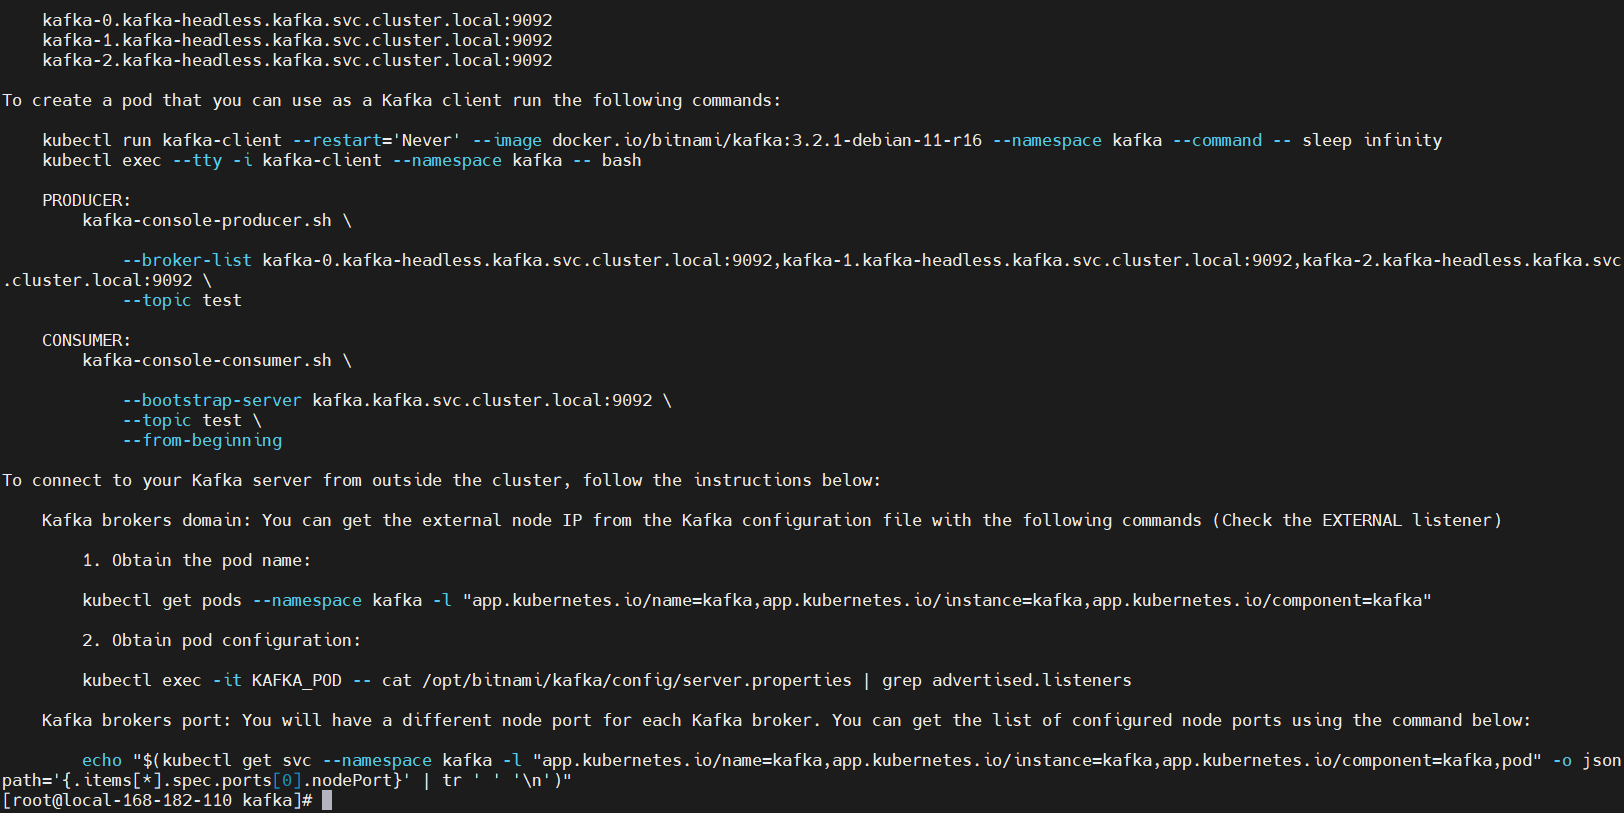 kafka-0.kafka-headless.kafka.svc.cluster.local:9092
kafka-1.kafka-headless.kafka.svc.cluster.local:9092
kafka-2.kafka-headless.kafka.svc.cluster.local:9092
To create a pod that you can use as a Kafka client run the following commands:
kubectl run kafka-client --restart='Never' --image docker.io/bitnami/kafka:3.2.1-debian-11-r16 --namespace kafka --command -- sleep infinity
kubectl exec --tty -i kafka-client --namespace kafka -- bash
PRODUCER:
kafka-console-producer.sh \
--broker-list kafka-0.kafka-headless.kafka.svc.cluster.local:9092,kafka-1.kafka-headless.kafka.svc.cluster.local:9092,kafka-2.kafka-headless.kafka.svc
.cluster.local:9092 \
--topic test
CONSUMER:
kafka-console-consumer.sh \
--bootstrap-server kafka.kafka.svc.cluster.local:9092 \
--topic test \
--from-beginning
To connect to your Kafka server from outside the cluster, follow the instructions below:
Kafka brokers domain: You can get the external node IP from the Kafka configuration file with the following commands (Check the EXTERNAL listener)
1. Obtain the pod name:
kubectl get pods --namespace kafka -l "app.kubernetes.io/name=kafka,app.kubernetes.io/instance=kafka,app.kubernetes.io/component=kafka"
2. Obtain pod configuration:
kubectl exec -it KAFKA_POD -- cat /opt/bitnami/kafka/config/server.properties | grep advertised.listeners
Kafka brokers port: You will have a different node port for each Kafka broker. You can get the list of configured node ports using the command below:
echo "$(kubectl get svc --namespace kafka -l "app.kubernetes.io/name=kafka,app.kubernetes.io/instance=kafka,app.kubernetes.io/component=kafka,pod" -o json
path='{.items[*].spec.ports[0].nodePort}' | tr ' ' '\n')"
[root@local-168-182-110 kafka]#